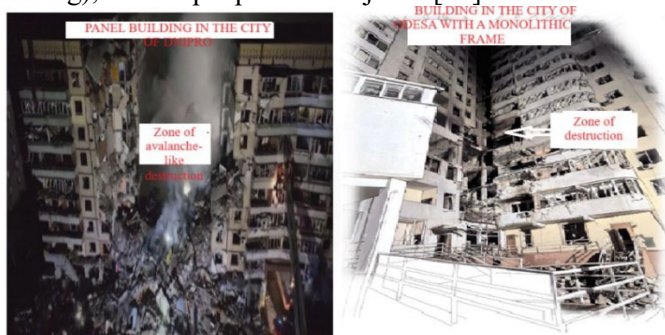 PANEL BUILDING IN THE CITY
OF DNIPRO
Zone of
avalanche-
like
destruction
BUILDING IN THE CITY OF
ODESA WITH A MONOLITHIC
FRAME
Zone of
destruction